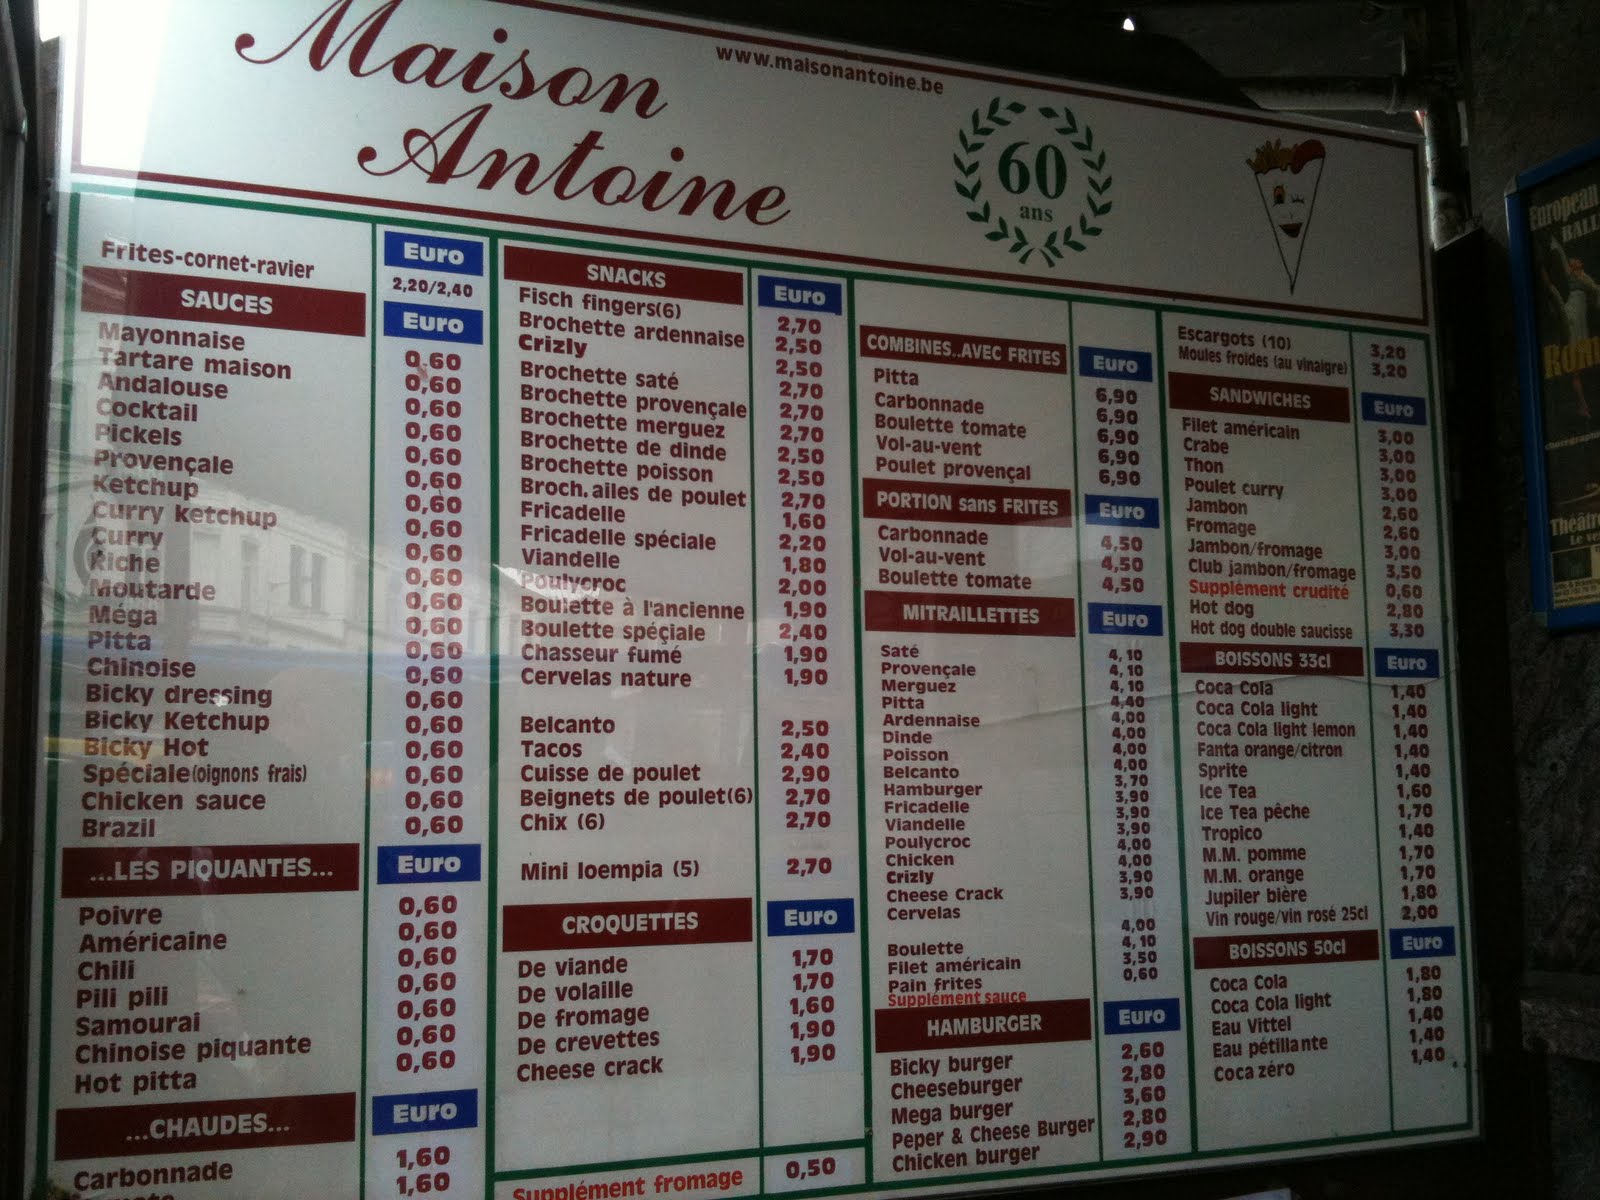 Maison
Antoine
www.maisonantoine.be
60
ans
Frites-cornet-ravier Euro 2,20/2,40
SAUCES Euro
Mayonnaise 0,60
Tartare maison 0,60
Andalouse 0,60
Cocktail 0,60
Pickels 0,60
Provençale 0,60
Ketchup 0,60
Curry ketchup 0,60
Curry 0,60
Riche 0,60
Moutarde 0,60
Méga 0,60
Pitta 0,60
Chinoise 0,60
Bicky dressing 0,60
Bicky Ketchup 0,60
Bicky Hot 0,60
Spéciale(oignons frais) 0,60
Chicken sauce 0,60
Brazil 0,60
...LES PIQUANTES... Euro
Poivre 0,60
Américaine 0,60
Chili 0,60
Pili pili 0,60
Samourai 0,60
Chinoise piquante 0,60
Hot pitta 0,60
...CHAUDES... Euro
Carbonnade 1,60
1,60
SNACKS Euro
Fisch fingers(6) 2,70
Brochette ardennaise 2,50
Crizly 2,50
Brochette saté 2,70
Brochette provençale 2,70
Brochette merguez 2,70
Brochette de dinde 2,50
Brochette poisson 2,50
Broch. ailes de poulet 2,70
Fricadelle 1,60
Fricadelle spéciale 2,20
Viandelle 1,80
Poulycroc 2,00
Boulette à l'ancienne 1,90
Boulette spéçiale 2,40
Chasseur fumé 1,90
Cervelas nature 1,90
Belcanto 2,50
Tacos 2,40
Cuisse de poulet 2,90
Beignets de poulet(6) 2,70
Chix (6) 2,70
Mini loempia (5) 2,70
CROQUETTES Euro
De viande 1,70
De volaille 1,70
De fromage 1,60
De crevettes 1,90
Cheese crack 1,90
Supplément fromage 0,50
COMBINES..AVEC FRITES Euro
Pitta 6,90
Carbonnade 6,90
Boulette tomate 6,90
Vol-au-vent 6,90
Poulet provençal 6,90
PORTION sans FRITES Euro
Carbonnade 4,50
Vol-au-vent 4,50
Boulette tomate 4,50
MITRAILLETTES Euro
Saté 4,10
Provençale 4,10
Merguez 4,10
Pitta 4,40
Ardennaise 4,00
Dinde 4,00
Poisson 4,00
Belcanto 4,00
Hamburger 3,70
Fricadelle 3,90
Viandelle 3,90
Poulycroc 3,90
Chicken 4,00
Crizly 4,00
Cheese Crack 3,90
Cervelas 3,90
Boulette 4,00
Filet américain 4,10
Pain frites 3,50
Supplément sauce 0,60
HAMBURGER Euro
Bicky burger 2,60
Cheeseburger 2,80
Mega burger 3,60
Peper & Cheese Burger 2,80
Chicken burger 2,90
Escargots (10) 3,20
Moules froides (au vinaigre) 3,20
SANDWICHES Euro
Filet américain 3,00
Crabe 3,00
Thon 3,00
Poulet curry 3,00
Jambon 2,60
Fromage 2,60
Jambon/fromage 3,00
Club jambon/fromage 3,50
Supplément crudité 0,60
Hot dog 2,80
Hot dog double saucisse 3,30
BOISSONS 33cl Euro
Coca Cola 1,40
Coca Cola light 1,40
Coca Cola light lemon 1,40
Fanta orange/citron 1,40
Sprite 1,40
Ice Tea 1,60
Ice Tea pêche 1,70
Tropico 1,40
M.M. pomme 1,70
M.M. orange 1,70
Jupiler bière 1,80
Vin rouge/vin rosé 25cl 2,00
BOISSONS 50cl Euro
Coca Cola 1,80
Coca Cola light 1,80
Eau Vittel 1,40
Eau pétillante 1,40
Coca zéro 1,40
European